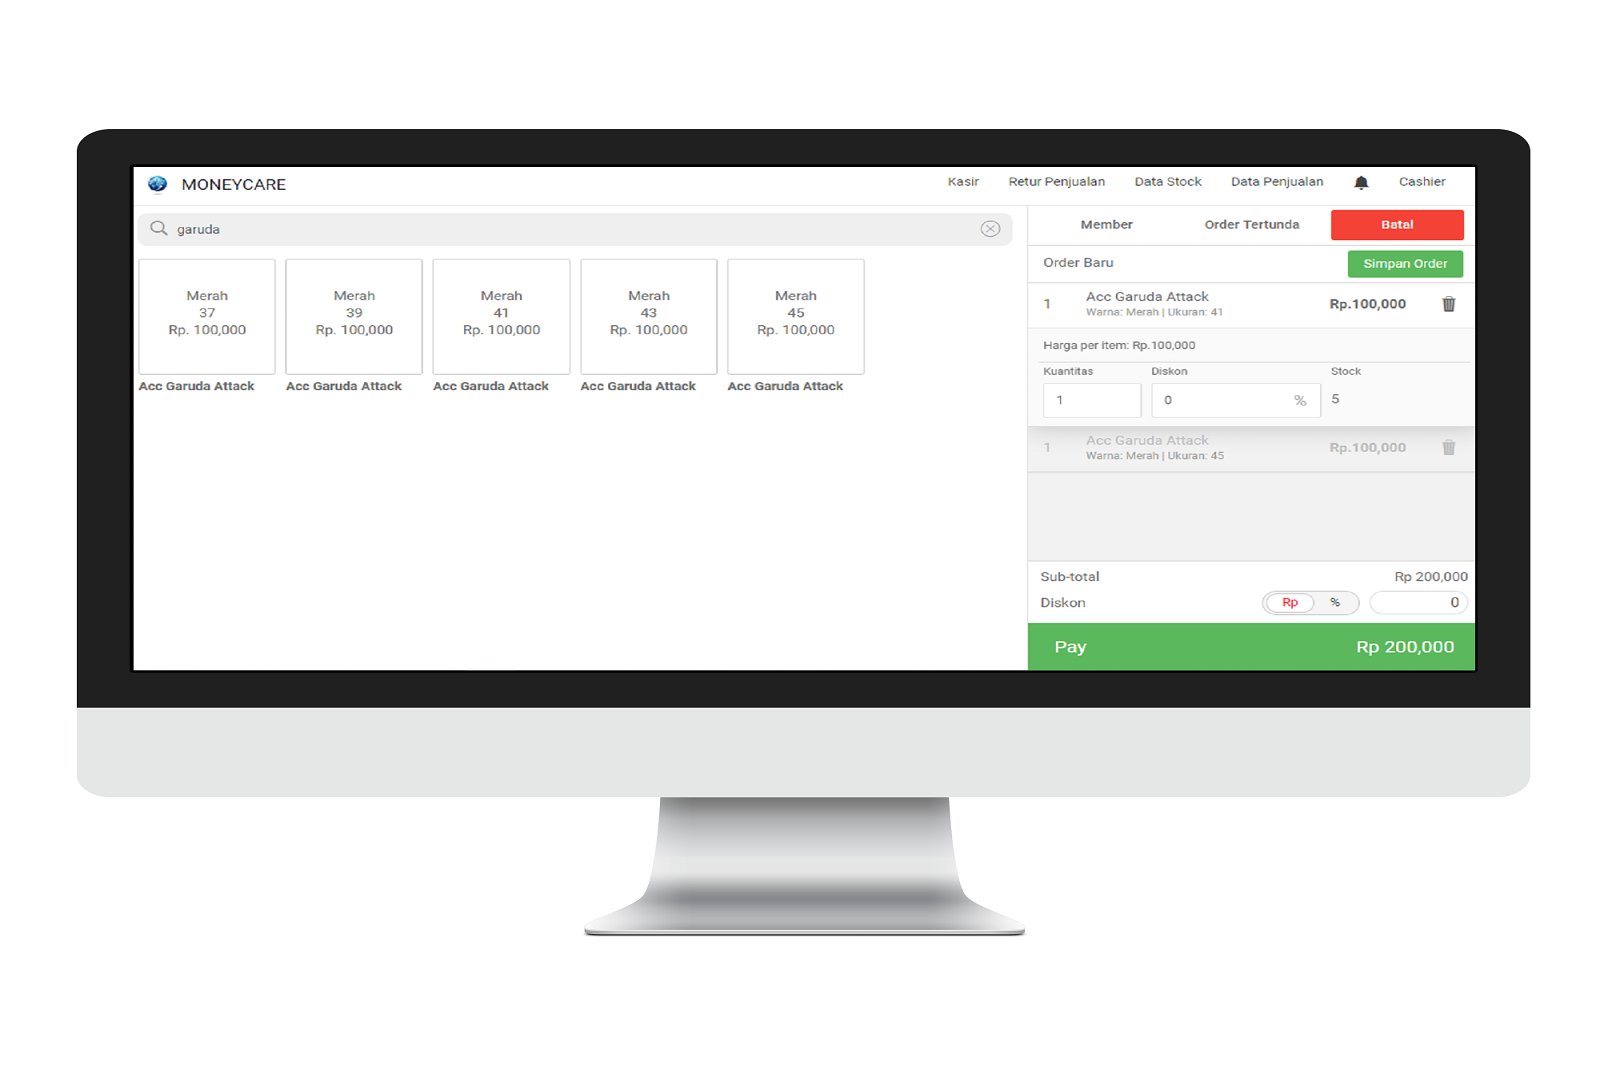 MONEYCARE
Kasir Retur Penjualan Data Stock Data Penjualan Cashier
garuda
Merah
37
Rp. 100,000
Acc Garuda Attack
Merah
39
Rp. 100,000
Acc Garuda Attack
Merah
41
Rp. 100,000
Acc Garuda Attack
Merah
43
Rp. 100,000
Acc Garuda Attack
Merah
45
Rp. 100,000
Acc Garuda Attack
Member Order Tertunda Batal
Order Baru Simpan Order
1 Acc Garuda Attack Rp.100,000
Warna: Merah | Ukuran: 41
Harga per item: Rp.100,000
Kuantitas Diskon Stock
1 0 % 5
1 Acc Garuda Attack Rp.100,000
Warna: Merah | Ukuran: 45
Sub-total Rp 200,000
Diskon Rp % 0
Pay Rp 200,000